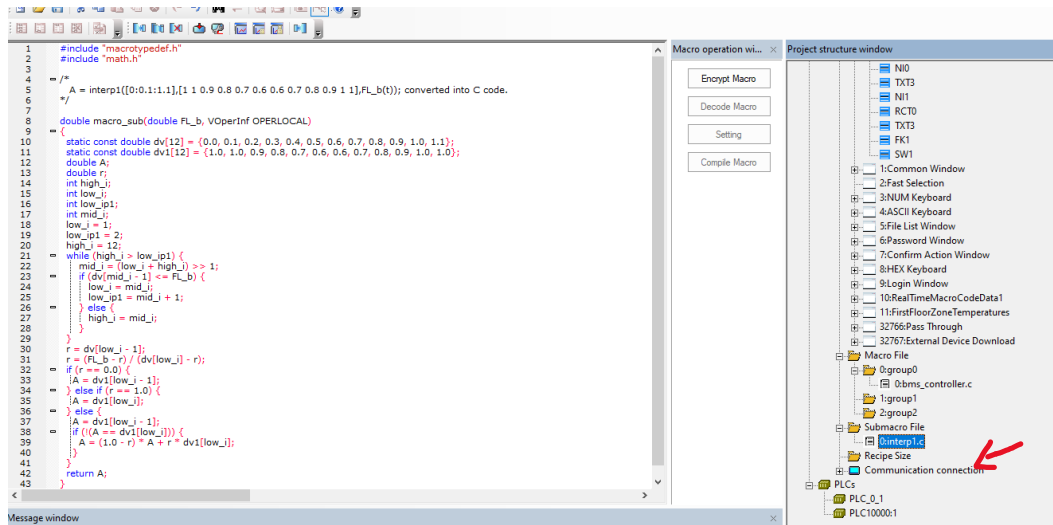 Macro operation wi...
Project structure window
1 #include "macrotypedef.h"
2 #include "math.h"
3
4 /*
5 A = interp1([0:0.1:1.1],[1 1 0.9 0.8 0.7 0.6 0.6 0.7 0.8 0.9 1 1],FL_b(t)); converted into C code.
6 */
7
8 double macro_sub(double FL_b, VOperInf OPERLOCAL)
9 {
10 static const double dv[12] = {0.0, 0.1, 0.2, 0.3, 0.4, 0.5, 0.6, 0.7, 0.8, 0.9, 1.0, 1.1};
11 static const double dv1[12] = {1.0, 1.0, 0.9, 0.8, 0.7, 0.6, 0.6, 0.7, 0.8, 0.9, 1.0, 1.0};
12 double A;
13 double r;
14 int high_i;
15 int low_i;
16 int low_ip1;
17 int mid_i;
18 low_i = 1;
19 low_ip1 = 2;
20 high_i = 12;
21 while (high_i > low_ip1) {
22 mid_i = (low_i + high_i) >> 1;
23 if (dv[mid_i - 1] <= FL_b) {
24 low_i = mid_i;
25 low_ip1 = mid_i + 1;
26 } else {
27 high_i = mid_i;
28 }
29 }
30 r = dv[low_i - 1];
31 r = (FL_b - r) / (dv[low_i] - r);
32 if (r == 0.0) {
33 A = dv1[low_i - 1];
34 } else if (r == 1.0) {
35 A = dv1[low_i];
36 } else {
37 A = dv1[low_i - 1];
38 if (!(A == dv1[low_i])) {
39 A = (1.0 - r) * A + r * dv1[low_i];
40 }
41 }
42 return A;
43 }
Message window
Encrypt Macro
Decode Macro
Setting
Compile Macro
NI0
TXT3
NI1
RCT0
TXT3
FK1
SW1
1:Common Window
2:Fast Selection
3:NUM Keyboard
4:ASCII Keyboard
5:File List Window
6:Password Window
7:Confirm Action Window
8:HEX Keyboard
9:Login Window
10:RealTimeMacroCodeData1
11:FirstFloorZoneTemperatures
32766:Pass Through
32767:External Device Download
Macro File
0:group0
0:bms_controller.c
1:group1
2:group2
Submacro File
0:interp1.c
Recipe Size
Communication connection
PLCs
PLC_0_1
PLC10000:1